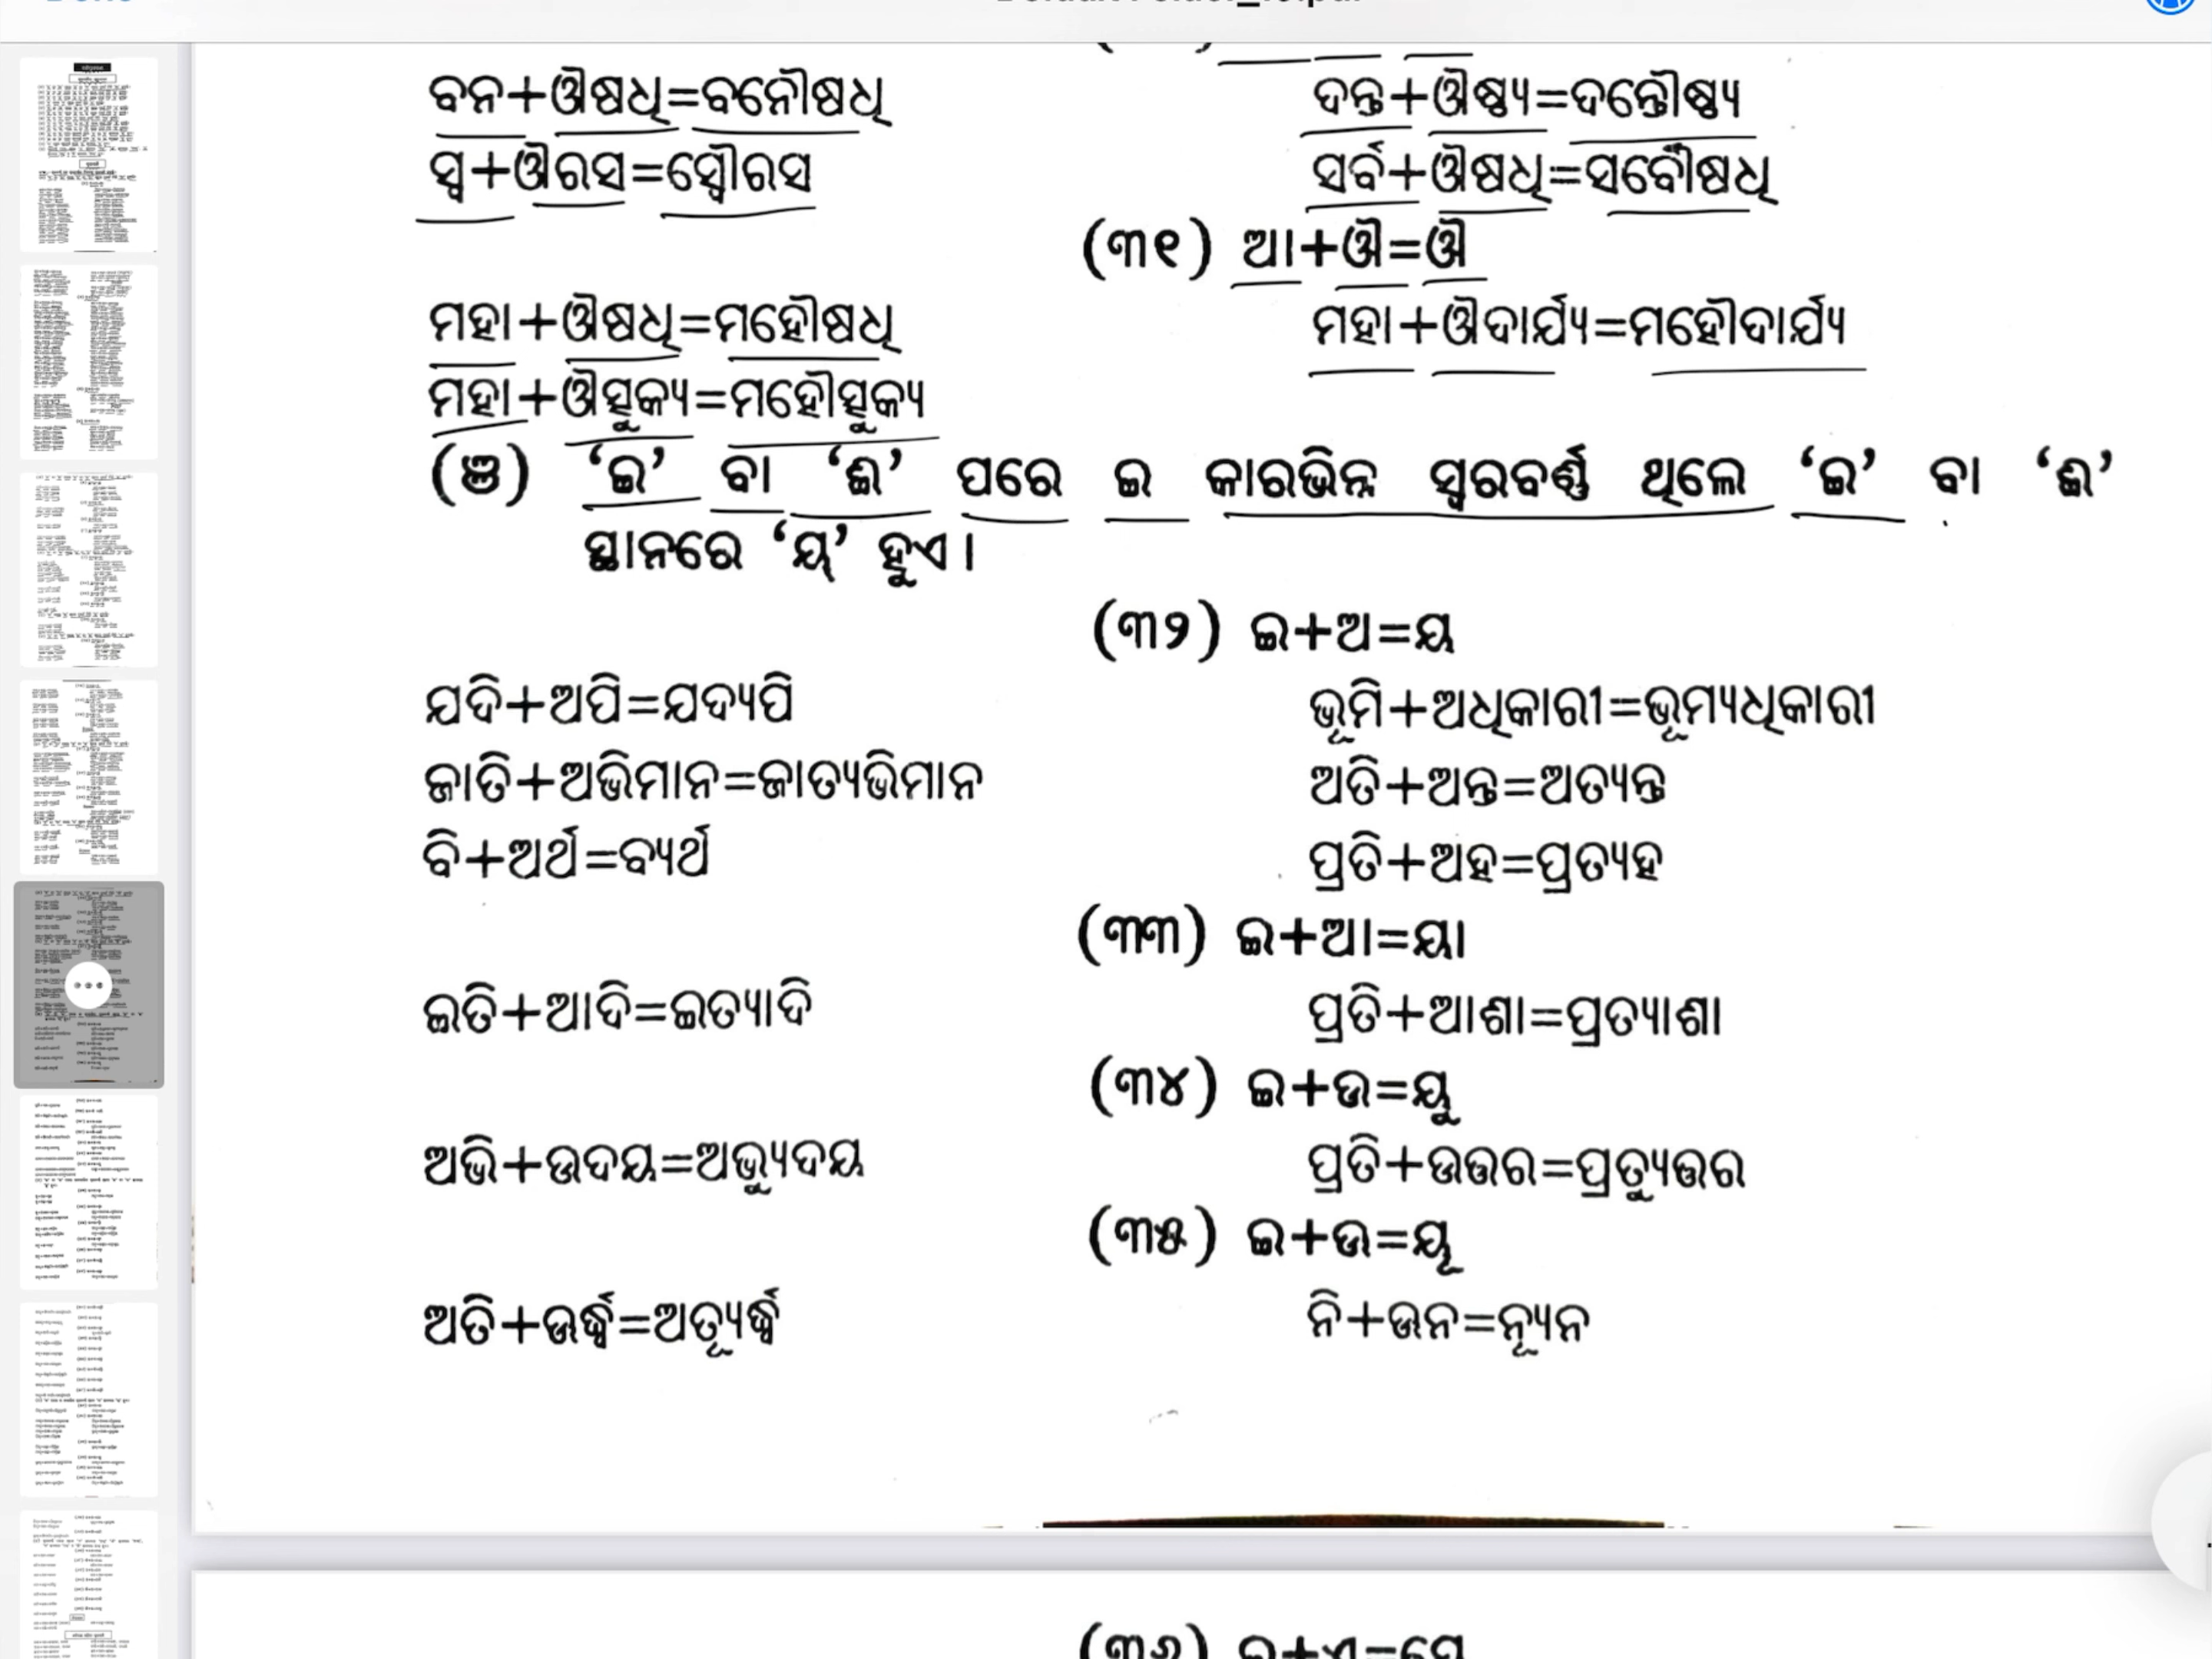 ବନ+ଔଷଧି=ବନୌଷଧି ଦନ୍ତ+ଔଷ୍ଠ୍ୟ=ଦନ୍ତୌଷ୍ଠ୍ୟ
ସ୍ୱ+ଔରସ=ସ୍ୱୌରସ ସର୍ବ+ଔଷଧି=ସର୍ବୌଷଧି
(୩୧) ଆ+ଔ=ଔ
ମହା+ଔଷଧି=ମହୌଷଧି ମହା+ଔଦାର୍ଯ୍ୟ=ମହୌଦାର୍ଯ୍ୟ
ମହା+ଔତ୍ସୁକ୍ୟ=ମହୌତ୍ସୁକ୍ୟ
(ଞ) ‘ଇ’ ବା ‘ଈ’ ପରେ ଇ କାରଭିନ୍ନ ସ୍ୱରବର୍ଣ୍ଣ ଥିଲେ ‘ଇ’ ବା ‘ଈ’
ସ୍ଥାନରେ ‘ୟ୍’ ହୁଏ।
(୩୨) ଇ+ଅ=ୟ
ଯଦି+ଅପି=ଯଦ୍ୟପି ଭୂମି+ଅଧିକାରୀ=ଭୂମ୍ୟଧିକାରୀ
ଜାତି+ଅଭିମାନ=ଜାତ୍ୟଭିମାନ ଅତି+ଅନ୍ତ=ଅତ୍ୟନ୍ତ
ବି+ଅର୍ଥ=ବ୍ୟର୍ଥ ପ୍ରତି+ଅହ=ପ୍ରତ୍ୟହ
(୩୩) ଇ+ଆ=ୟା
ଇତି+ଆଦି=ଇତ୍ୟାଦି ପ୍ରତି+ଆଶା=ପ୍ରତ୍ୟାଶା
(୩୪) ଇ+ଉ=ୟୁ
ଅଭି+ଉଦୟ=ଅଭ୍ୟୁଦୟ ପ୍ରତି+ଉତ୍ତର=ପ୍ରତ୍ୟୁତ୍ତର
(୩୫) ଇ+ଊ=ୟୂ
ଅତି+ଊର୍ଦ୍ଧ୍ୱ=ଅତ୍ୟୂର୍ଦ୍ଧ୍ୱ ନି+ଊନ=ନ୍ୟୂନ